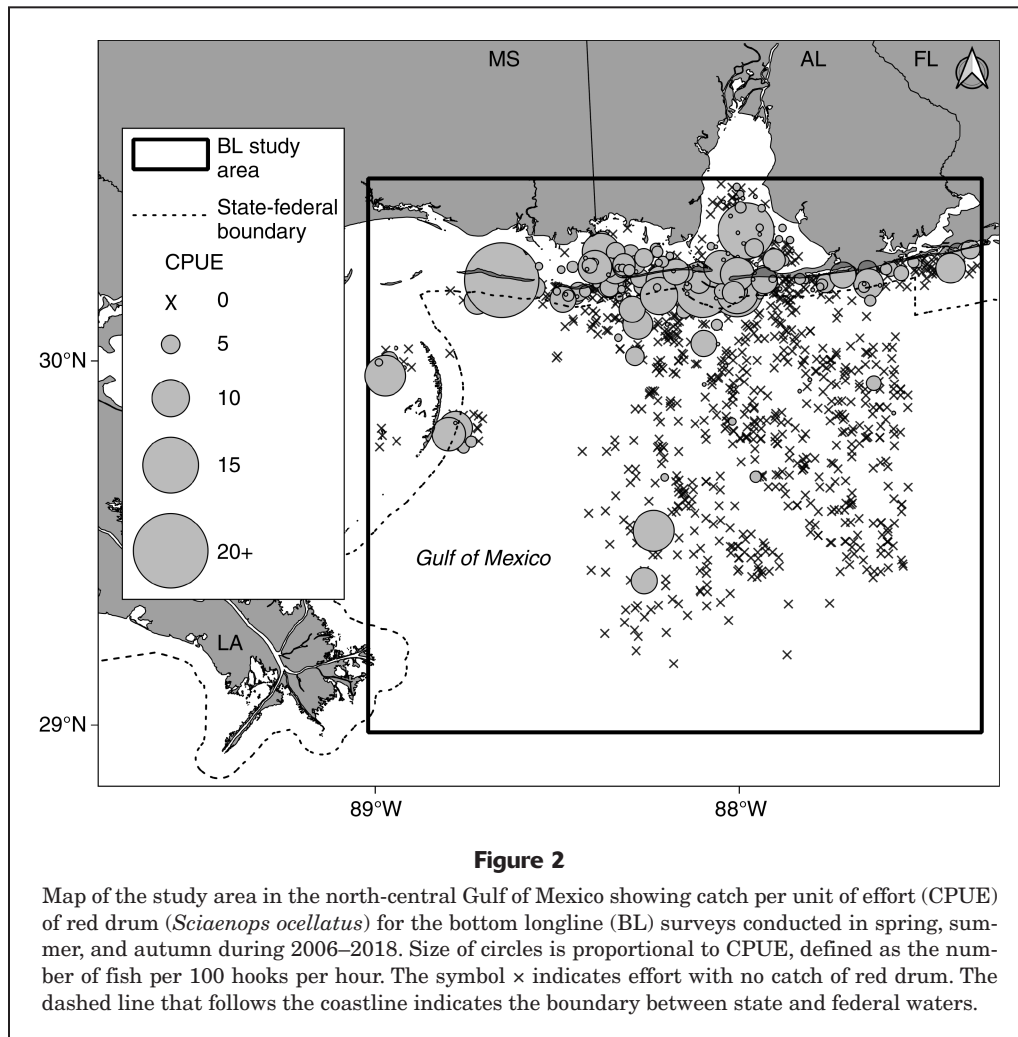 MS
AL
FL
BL study
area
State-federal
boundary
CPUE
x 0
5
10
15
20+
30°N
Gulf of Mexico
LA
29°N
89°W
88°W
Figure 2
Map of the study area in the north-central Gulf of Mexico showing catch per unit of effort (CPUE)
of red drum (Sciaenops ocellatus) for the bottom longline (BL) surveys conducted in spring, sum-
mer, and autumn during 2006–2018. Size of circles is proportional to CPUE, defined as the num-
ber of fish per 100 hooks per hour. The symbol × indicates effort with no catch of red drum. The
dashed line that follows the coastline indicates the boundary between state and federal waters.